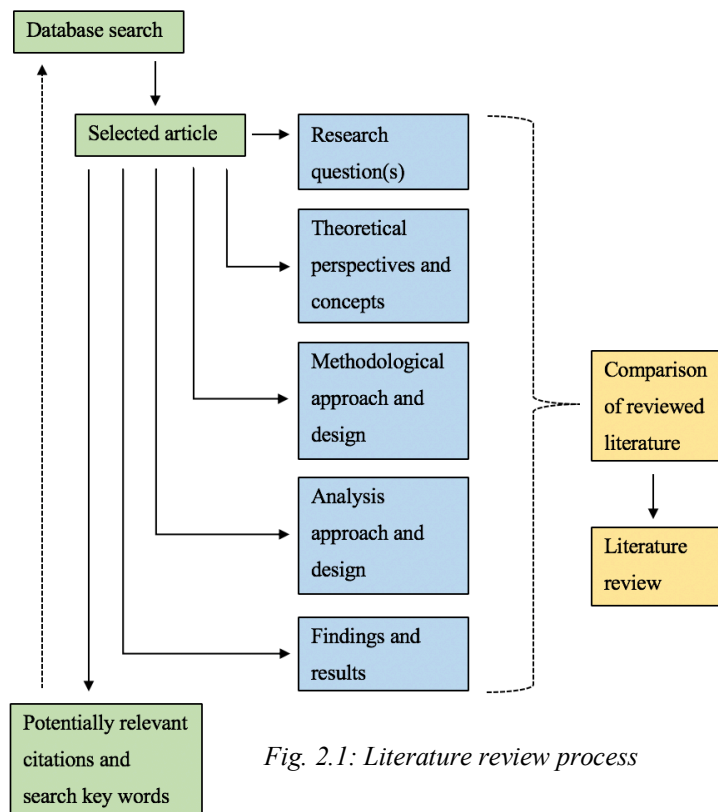 Database search
Selected article
Research
question(s)
Theoretical
perspectives and
concepts
Methodological
approach and
design
Analysis
approach and
design
Findings and
results
Comparison
of reviewed
literature
Literature
review
Potentially relevant
citations and
search key words
Fig. 2.1: Literature review process